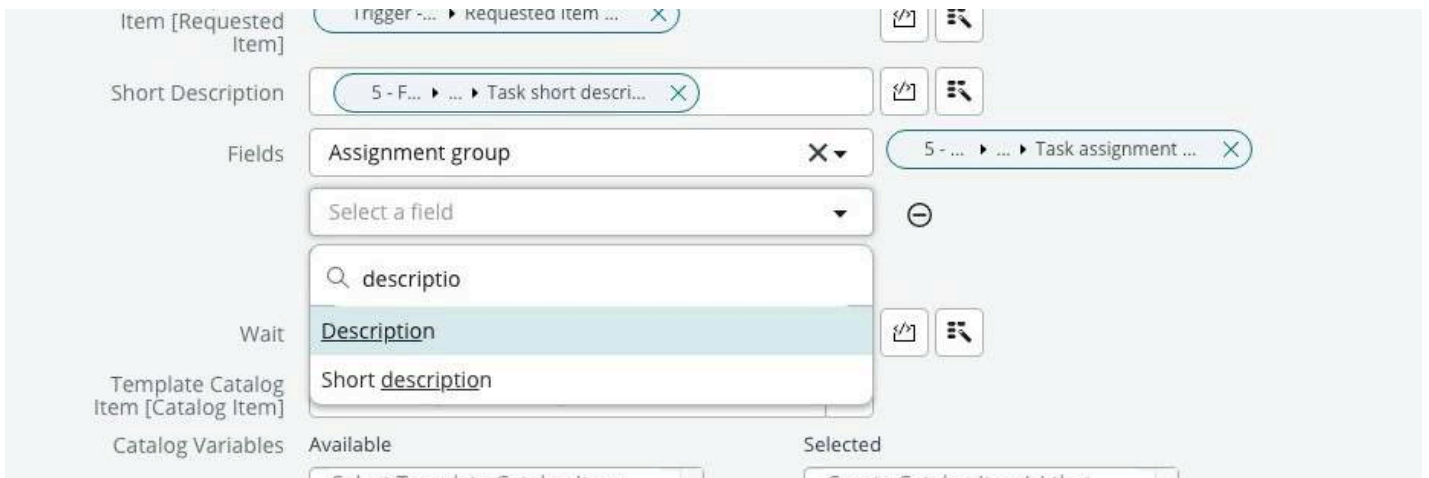 Item [Requested
Item]
Trigger -... ▸ Requested Item ...
Short Description
5 - F... ▸ ... ▸ Task short descri...
Fields
Assignment group
5 - ... ▸ ... ▸ Task assignment ...
Select a field
descriptio
Description
Short description
Wait
Template Catalog
Item [Catalog Item]
Catalog Variables
Available
Selected